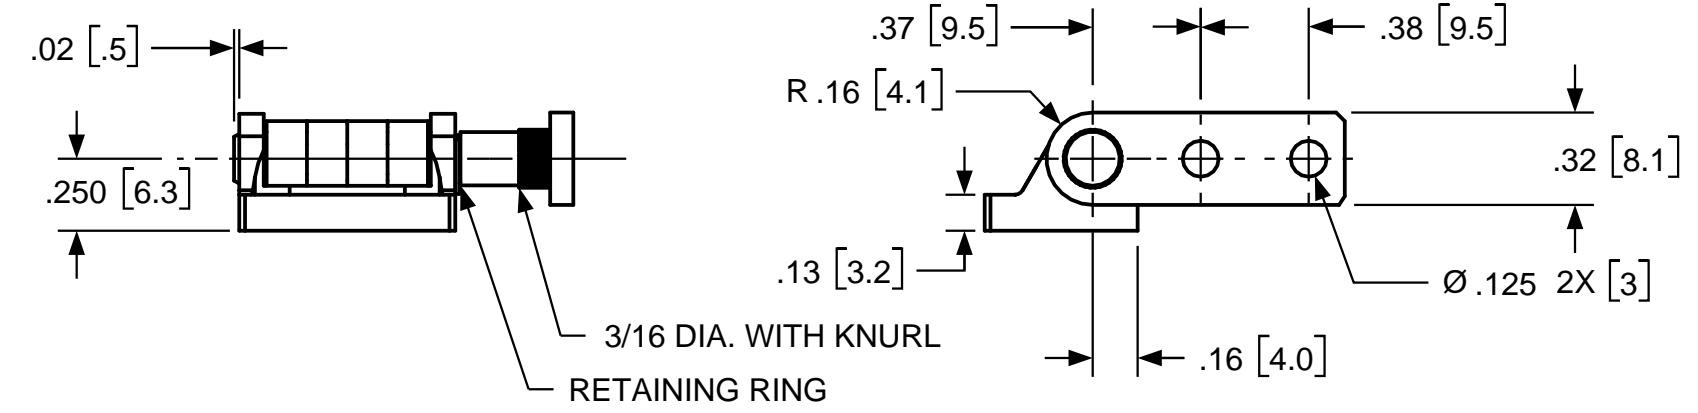 .02 [.5]
.250 [6.3]
3/16 DIA. WITH KNURL
RETAINING RING
.37 [9.5]
.38 [9.5]
R .16 [4.1]
.32 [8.1]
.13 [3.2]
Ø .125 2X [3]
.16 [4.0]